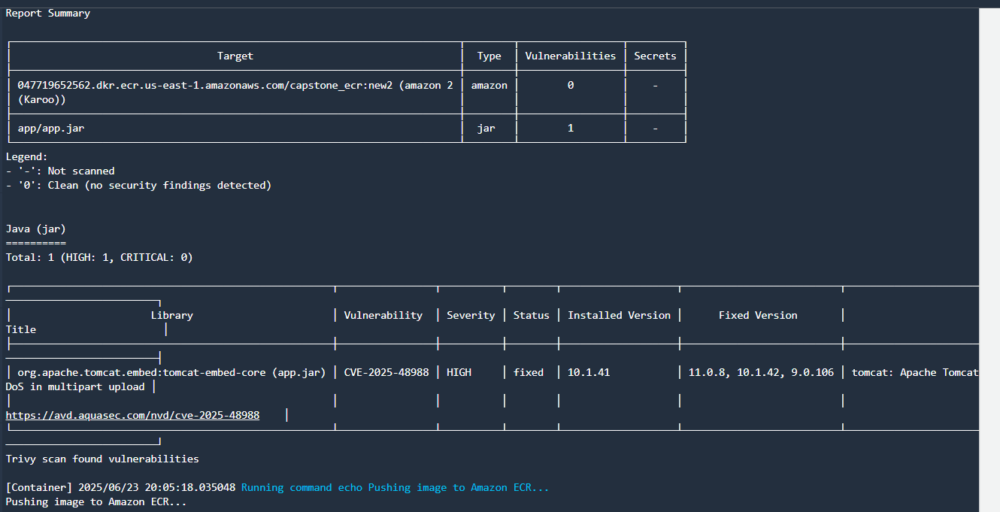 Report Summary
Target Type Vulnerabilities Secrets
047719652562.dkr.ecr.us-east-1.amazonaws.com/capstone_ecr:new2 (amazon 2 amazon 0 -
(Karoo))
app/app.jar jar 1 -
Legend:
- '-': Not scanned
- '0': Clean (no security findings detected)
Java (jar)
==========
Total: 1 (HIGH: 1, CRITICAL: 0)
Library Vulnerability Severity Status Installed Version Fixed Version
Title
org.apache.tomcat.embed:tomcat-embed-core (app.jar) CVE-2025-48988 HIGH fixed 10.1.41 11.0.8, 10.1.42, 9.0.106 tomcat: Apache Tomcat
DoS in multipart upload
https://avd.aquasec.com/nvd/cve-2025-48988
Trivy scan found vulnerabilities
[Container] 2025/06/23 20:05:18.035048 Running command echo Pushing image to Amazon ECR...
Pushing image to Amazon ECR...